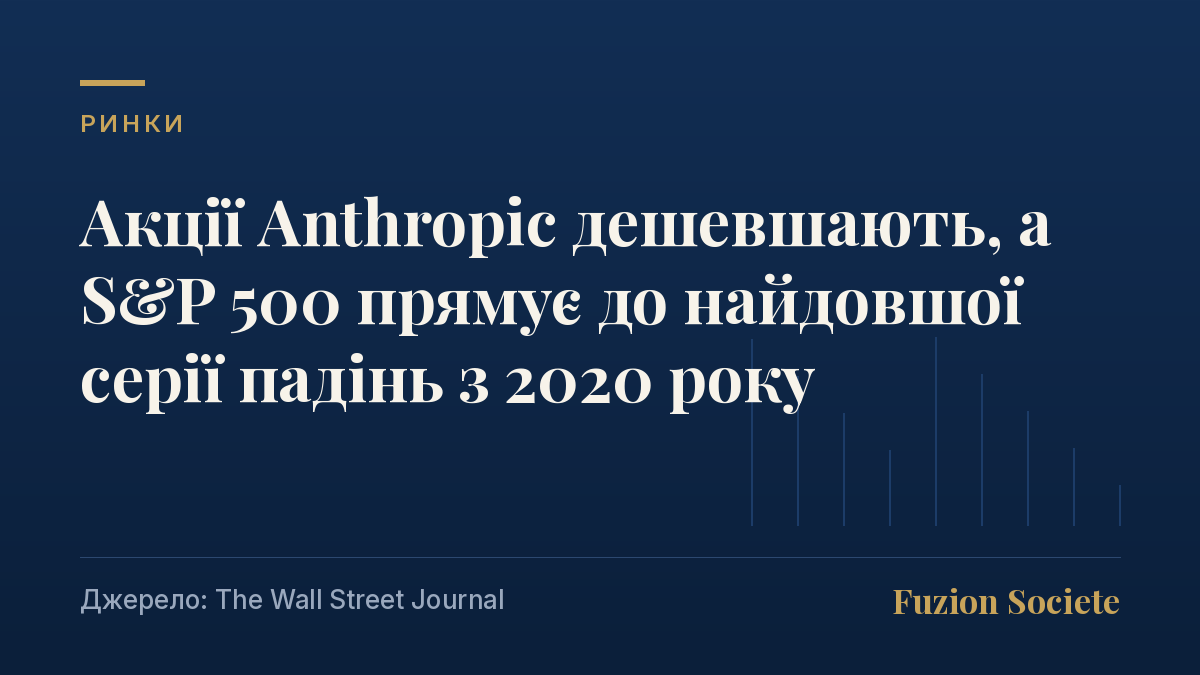 РИНКИ
Акції Anthropic дешевшають, а
S&P 500 прямує до найдовшої
серії падінь з 2020 року
Джерело: The Wall Street Journal
Fuzion Societe